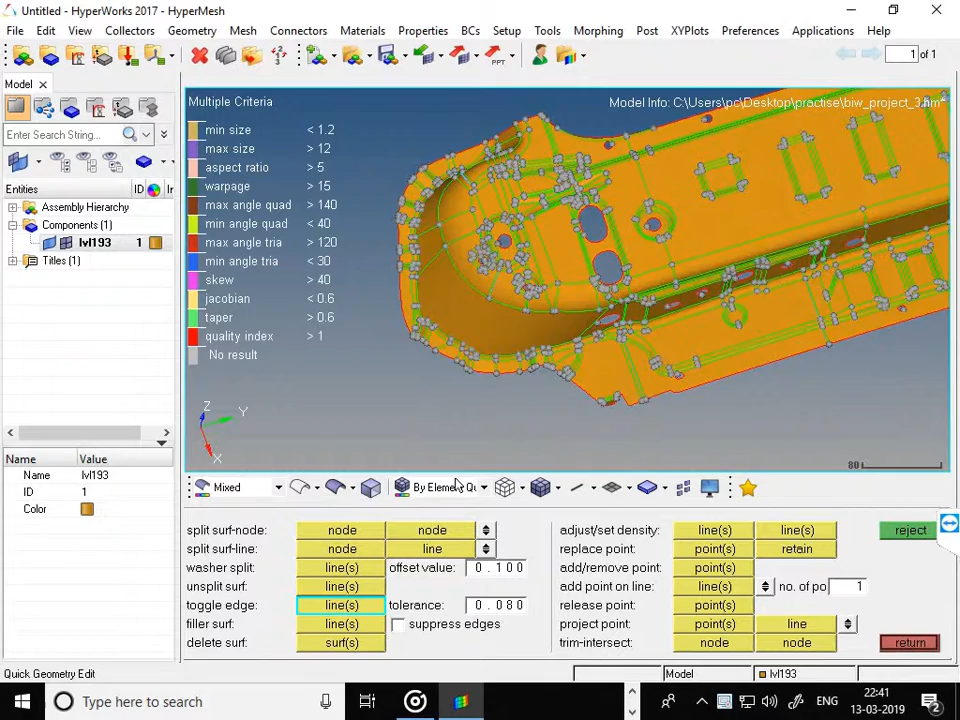 Untitled - HyperWorks 2017 - HyperMesh
File Edit View Collectors Geometry Mesh Connectors Materials Properties BCs Setup Tools Morphing Post XYPlots Preferences Applications Help
PPT
1 of 1
Model
Enter Search String...
Entities ID
Assembly Hierarchy
Components (1)
lvl193 1
Titles (1)
Name Value
Name lvl193
ID 1
Color
Multiple Criteria
Model Info: C:\Users\pc\Desktop\practise\biw_project_3.hm*
min size < 1.2
max size > 12
aspect ratio > 5
warpage > 15
max angle quad > 140
min angle quad < 40
max angle tria > 120
min angle tria < 30
skew > 40
jacobian < 0.6
taper > 0.6
quality index > 1
No result
Z
Y
X
80
Mixed
By Element Qu
split surf-node: node node
split surf-line: node line
washer split: line(s) offset value: 0.100
unsplit surf: line(s)
toggle edge: line(s) tolerance: 0.080
filler surf: line(s) suppress edges
delete surf: surf(s)
adjust/set density: line(s) line(s)
replace point: point(s) retain
add/remove point: point(s)
add point on line: line(s) no. of po 1
release point: point(s)
project point: point(s) line
trim-intersect: node node
reject
return
Quick Geometry Edit
Model
lvl193
Type here to search
ENG
22:41
13-03-2019
2